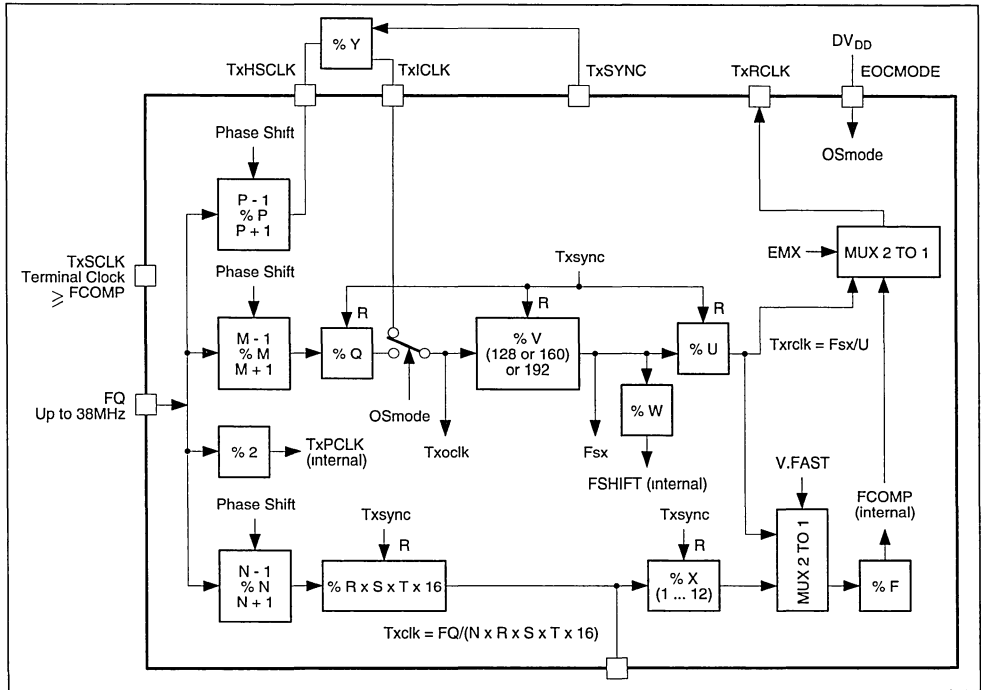 % Y
DVDD
TxHSCLK
TxICLK
TxSYNC
TxRCLK
EOCMODE
Phase Shift
OSmode
P - 1
% P
P + 1
EMX
MUX 2 TO 1
TxSCLK
Terminal Clock
≥ FCOMP
Phase Shift
Txsync
R
R
R
M - 1
% M
M + 1
% Q
% V
(128 or 160)
or 192
% U
Txrclk = Fsx/U
FQ
Up to 38MHz
OSmode
% W
% 2
TxPCLK
(internal)
Txoclk
Fsx
FSHIFT (internal)
V.FAST
Phase Shift
Txsync
R
Txsync
R
FCOMP
(internal)
N - 1
% N
N + 1
% R x S x T x 16
% X
(1 ... 12)
MUX 2 TO 1
% F
Txclk = FQ/(N x R x S x T x 16)